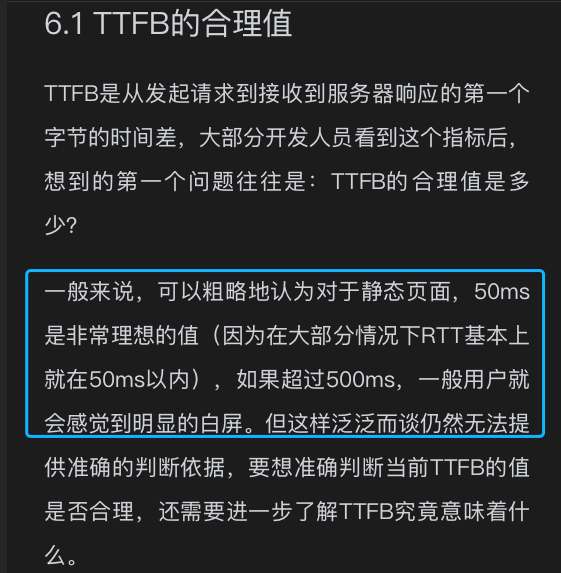 6.1 TTFB的合理值
TTFB是从发起请求到接收到服务器响应的第一个
字节的时间差，大部分开发人员看到这个指标后，
想到的第一个问题往往是：TTFB的合理值是多
少？
一般来说，可以粗略地认为对于静态页面，50ms
是非常理想的值（因为在大部分情况下RTT基本上
就在50ms以内），如果超过500ms，一般用户就
会感觉到明显的白屏。但这样泛泛而谈仍然无法提
供准确的判断依据，要想准确判断当前TTFB的值
是否合理，还需要进一步了解TTFB究竟意味着什
么。